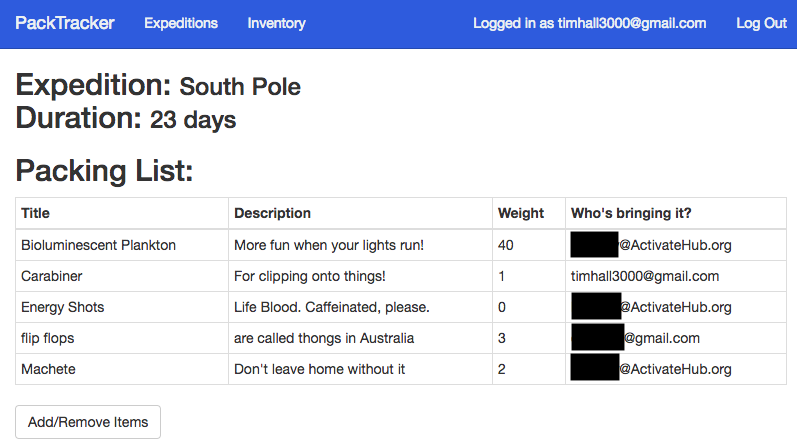 PackTracker Expeditions Inventory Logged in as timhall3000@gmail.com Log Out
Expedition: South Pole
Duration: 23 days
Packing List:
Title Description Weight Who's bringing it?
Bioluminescent Plankton More fun when your lights run! 40 @ActivateHub.org
Carabiner For clipping onto things! 1 timhall3000@gmail.com
Energy Shots Life Blood. Caffeinated, please. 0 @ActivateHub.org
flip flops are called thongs in Australia 3 @gmail.com
Machete Don't leave home without it 2 @ActivateHub.org
Add/Remove Items